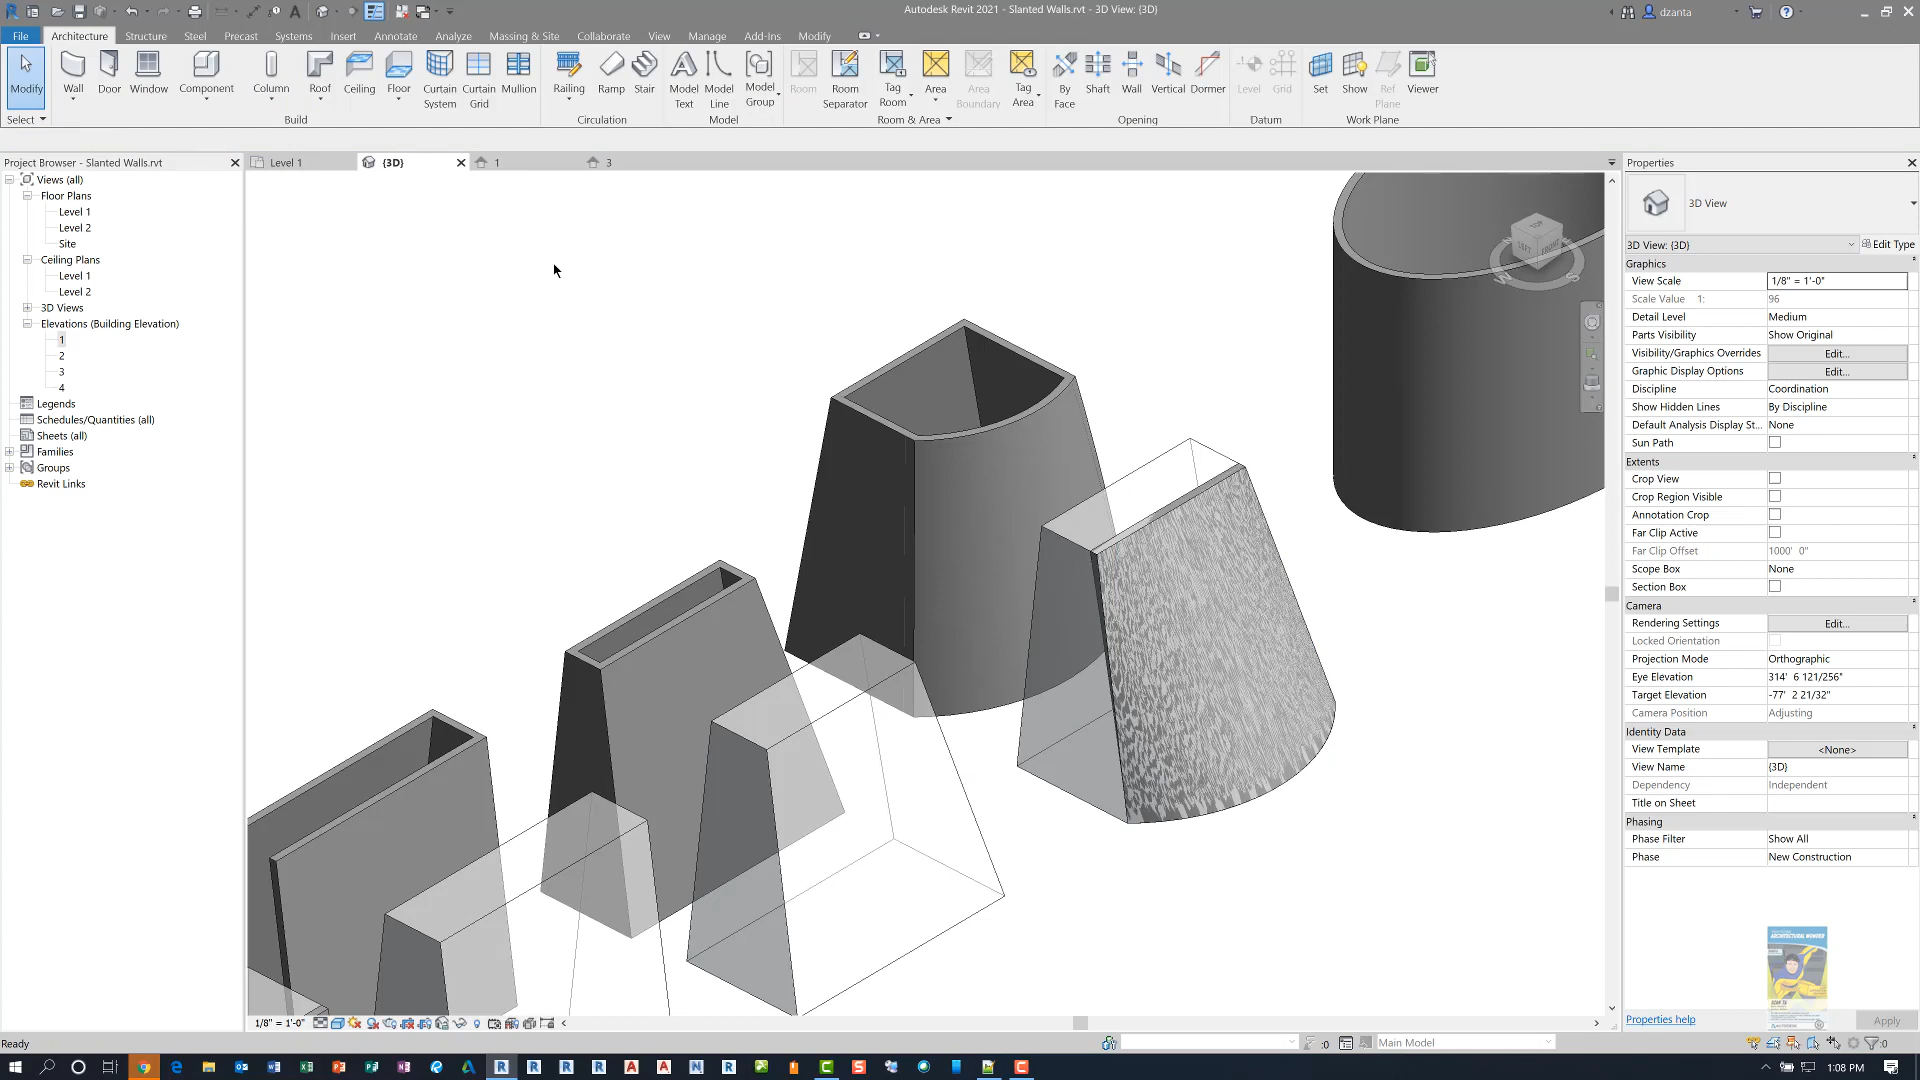 Autodesk Revit 2021 - Slanted Walls.rvt - 3D View: {3D}
dzanta
File
Architecture
Structure
Steel
Precast
Systems
Insert
Annotate
Analyze
Massing & Site
Collaborate
View
Manage
Add-Ins
Modify
Modify
Wall
Door
Window
Component
Column
Roof
Ceiling
Floor
Curtain System
Curtain Grid
Mullion
Railing
Ramp
Stair
Model Text
Model Line
Model Group
Room
Room Separator
Tag Room
Area
Area Boundary
Tag Area
By Face
Shaft
Wall
Vertical
Dormer
Level
Grid
Set
Show
Ref Plane
Viewer
Select
Build
Circulation
Model
Room & Area
Opening
Datum
Work Plane
Project Browser - Slanted Walls.rvt
Views (all)
Floor Plans
Level 1
Level 2
Site
Ceiling Plans
Level 1
Level 2
3D Views
Elevations (Building Elevation)
1
2
3
4
Legends
Schedules/Quantities (all)
Sheets (all)
Families
Groups
Revit Links
Level 1
{3D}
1
3
TOP
LEFT
FRONT
W
S
Properties
3D View
3D View: {3D}
Edit Type
Graphics
View Scale
1/8" = 1'-0"
Scale Value 1:
96
Detail Level
Medium
Parts Visibility
Show Original
Visibility/Graphics Overrides
Edit...
Graphic Display Options
Edit...
Discipline
Coordination
Show Hidden Lines
By Discipline
Default Analysis Display St...
None
Sun Path
Extents
Crop View
Crop Region Visible
Annotation Crop
Far Clip Active
Far Clip Offset
1000' 0"
Scope Box
None
Section Box
Camera
Rendering Settings
Edit...
Locked Orientation
Projection Mode
Orthographic
Eye Elevation
314' 6 121/256"
Target Elevation
-77' 2 21/32"
Camera Position
Adjusting
Identity Data
View Template
<None>
View Name
{3D}
Dependency
Independent
Title on Sheet
Phasing
Phase Filter
Show All
Phase
New Construction
ARCHITECTURAL WONDER
AUTODESK
Properties help
Apply
1/8" = 1'-0"
Ready
:0
Main Model
:0
1:08 PM